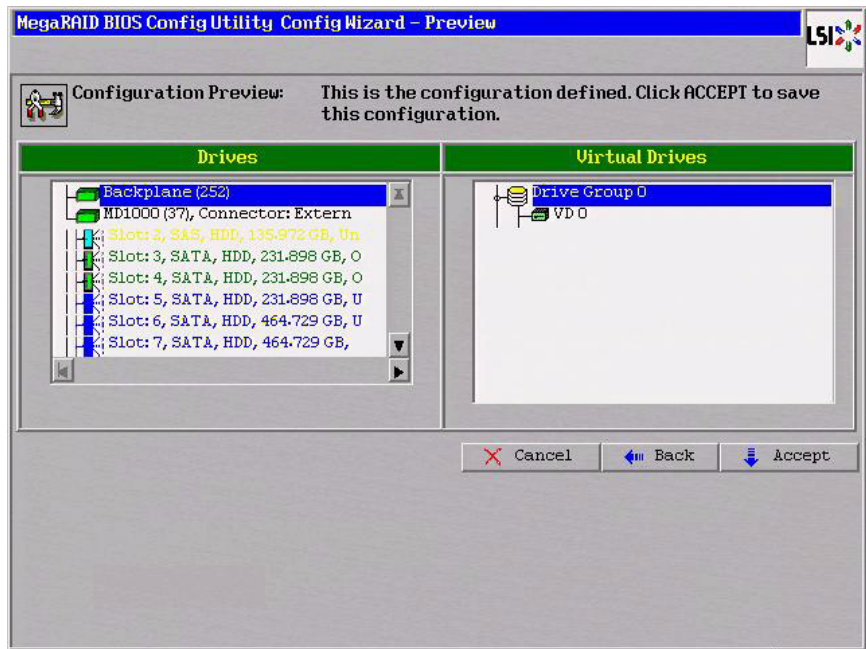 MegaRAID BIOS Config Utility Config Wizard - Preview
LSI
Configuration Preview:
This is the configuration defined. Click ACCEPT to save
this configuration.
Drives
Backplane (252)
MD1000 (37), Connector: Extern
Slot: 2, SAS, HDD, 135.972 GB, Un
Slot: 3, SATA, HDD, 231.898 GB, O
Slot: 4, SATA, HDD, 231.898 GB, O
Slot: 5, SATA, HDD, 231.898 GB, U
Slot: 6, SATA, HDD, 464.729 GB, U
Slot: 7, SATA, HDD, 464.729 GB,
Virtual Drives
Drive Group 0
VD 0
Cancel
Back
Accept